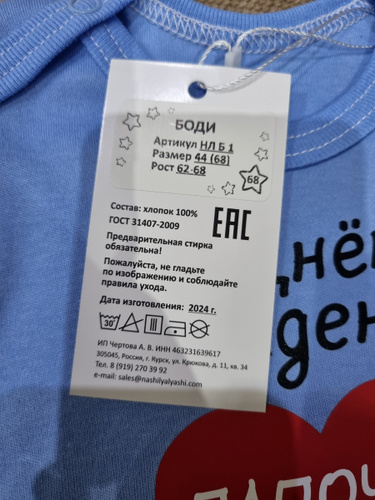 БОДИ
Артикул НЛ Б 1
Размер 44 (68)
Рост 62-68
68
Состав: хлопок 100%
ГОСТ 31407-2009
EAC
Предварительная стирка
обязательна!
Пожалуйста, не гладьте
по изображению и соблюдайте
правила ухода.
Дата изготовления: 2024 г.
30
ИП Чертова А. В. ИНН 463231639617
305045, Россия, г. Курск, ул. Крюкова, д. 11, кв. 34
Тел. 8 (919) 270 39 92
e-mail: sales@nashilyalyashi.com